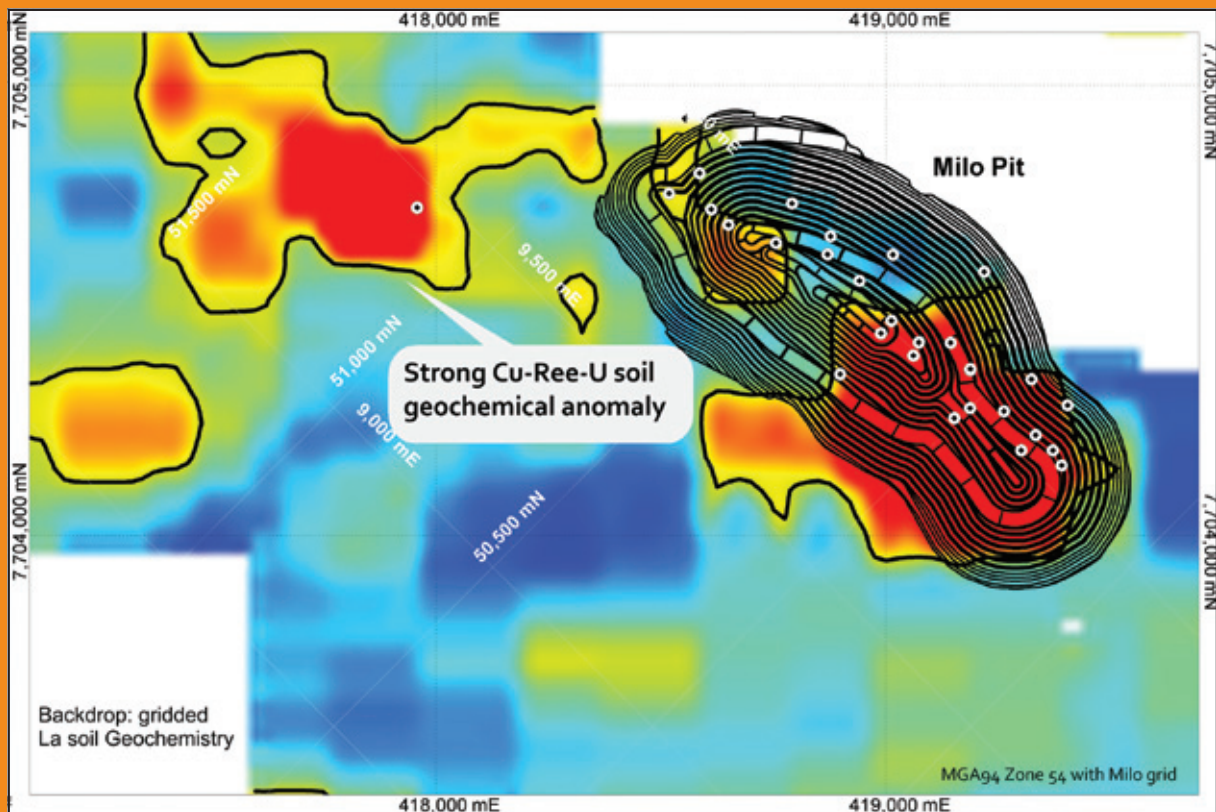 418,000 mE
419,000 mE
7,705,000 mN
7,705,000 mN
Milo Pit
51,500 mN
9,500 mE
51,000 mN
9,000 mE
Strong Cu-Ree-U soil
geochemical anomaly
50,500 mN
7,704,000 mN
7,704,000 mN
Backdrop: gridded
La soil Geochemistry
MGA94 Zone 54 with Milo grid
418,000 mE
419,000 mE